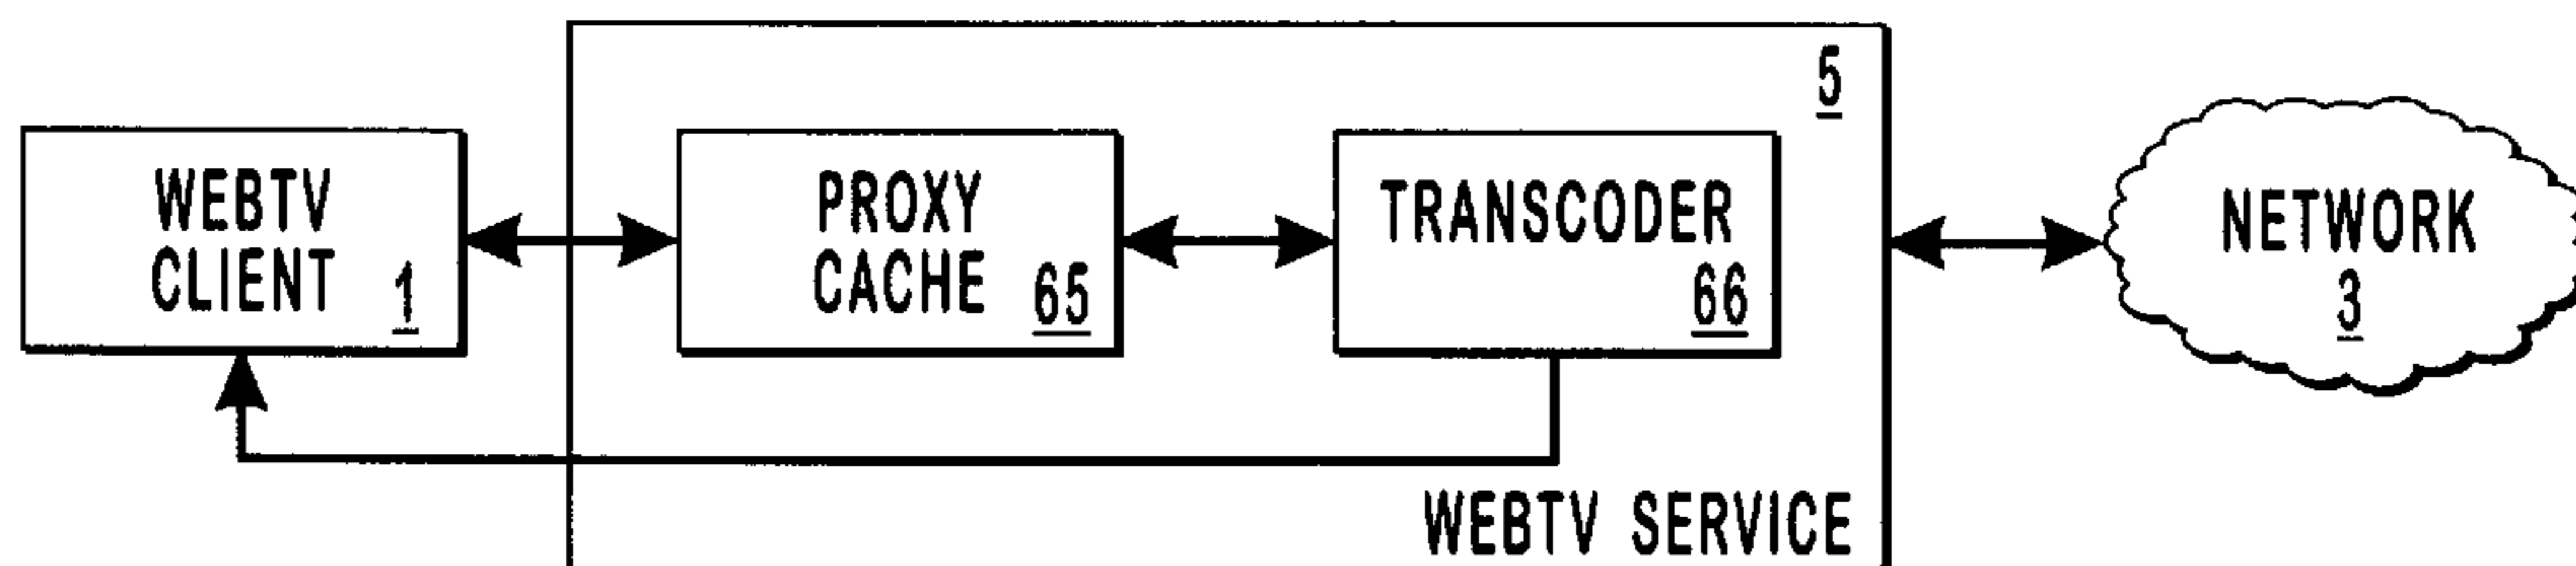 5
WEBTV
CLIENT 1
PROXY
CACHE 65
TRANSCODER
66
NETWORK
3
WEBTV SERVICE